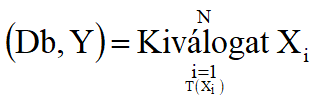 N
(Db, Y) = Kiválogat X_i
i=1
T(X_i)